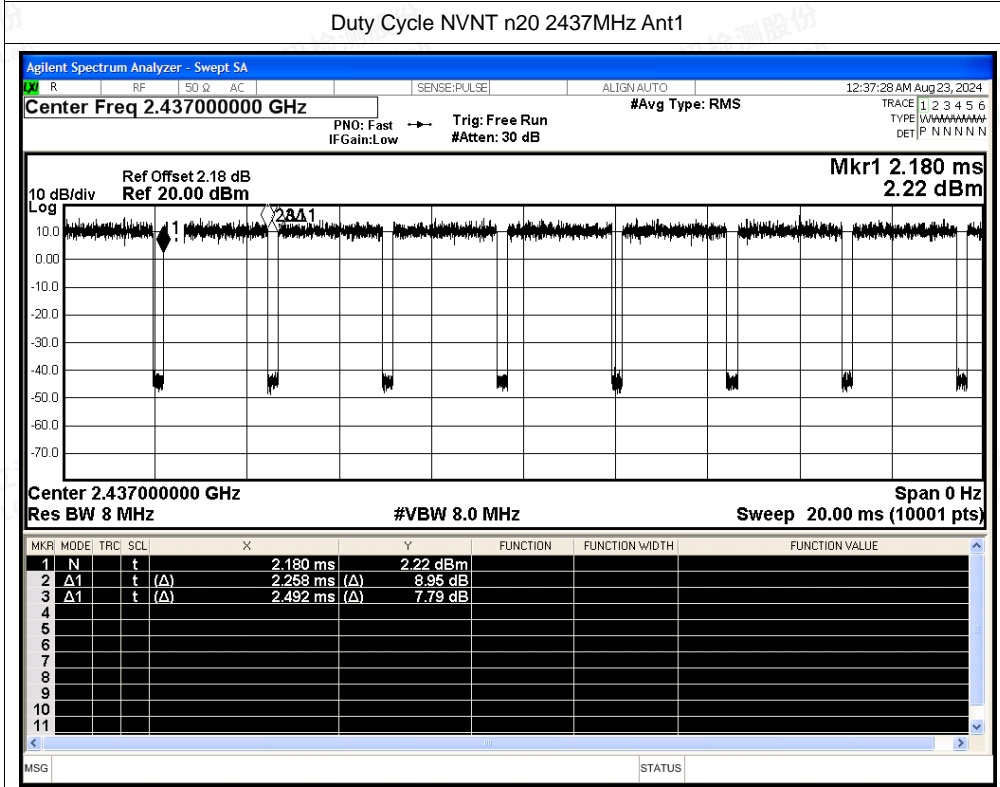 Duty Cycle NVNT n20 2437MHz Ant1
Agilent Spectrum Analyzer - Swept SA
LXI R RF 50 Ω AC SENSE:PULSE ALIGN AUTO 12:37:28 AM Aug 23, 2024
Center Freq 2.437000000 GHz #Avg Type: RMS TRACE 1 2 3 4 5 6
PNO: Fast Trig: Free Run TYPE
IFGain:Low #Atten: 30 dB DET P N N N N N
Mkr1 2.180 ms
Ref Offset 2.18 dB
10 dB/div Ref 20.00 dBm 2.22 dBm
Log
10.0
0.00
-10.0
-20.0
-30.0
-40.0
-50.0
-60.0
-70.0
1
Center 2.437000000 GHz Span 0 Hz
Res BW 8 MHz #VBW 8.0 MHz Sweep 20.00 ms (10001 pts)
MKR MODE TRC SCL X Y FUNCTION FUNCTION WIDTH FUNCTION VALUE
1 N t 2.180 ms 2.22 dBm
2 Δ1 t (Δ) 2.258 ms (Δ) 8.95 dB
3 Δ1 t (Δ) 2.492 ms (Δ) 7.79 dB
4
5
6
7
8
9
10
11
MSG STATUS